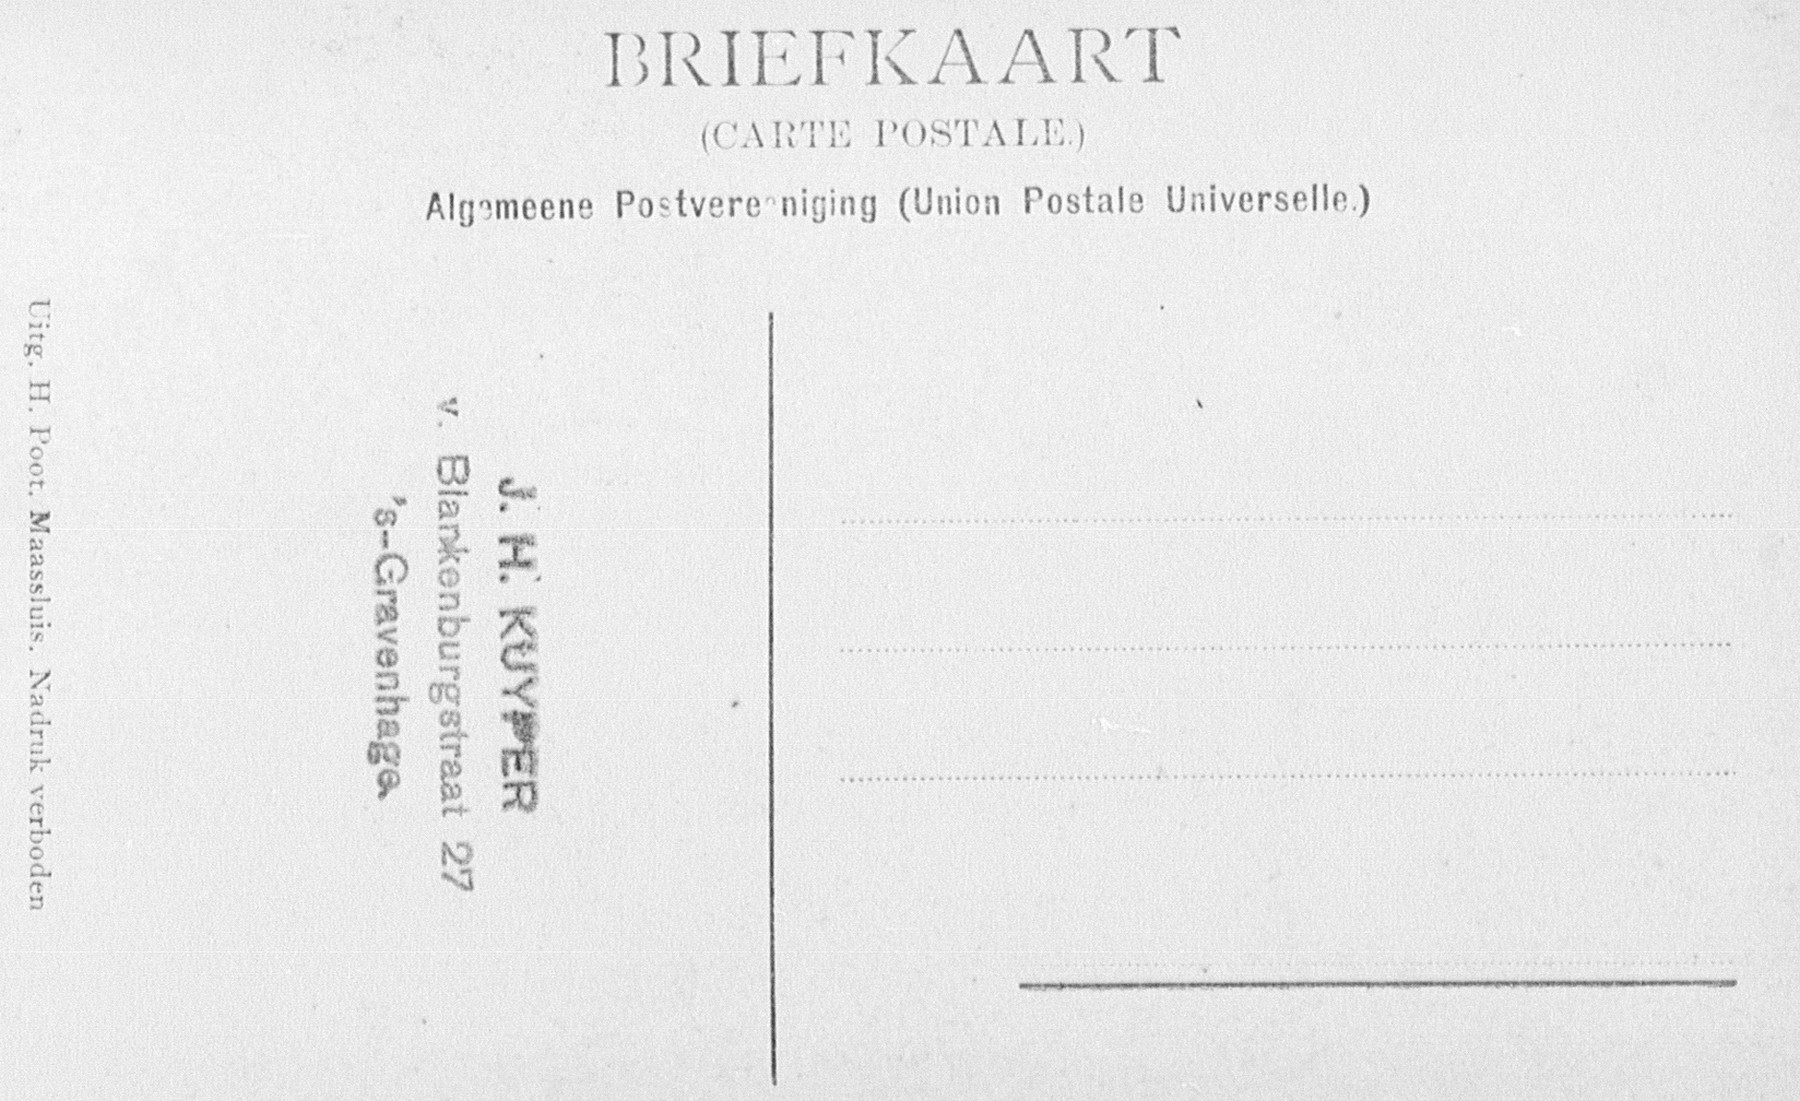 BRIEFKAART
(CARTE POSTALE.)
Algemeene Postvereeniging (Union Postale Universelle.)
Uitg. H. Poot. Maassluis. Nadruk verboden
J. H. KUYPER
v. Blankenburgstraat 27
's-Gravenhage